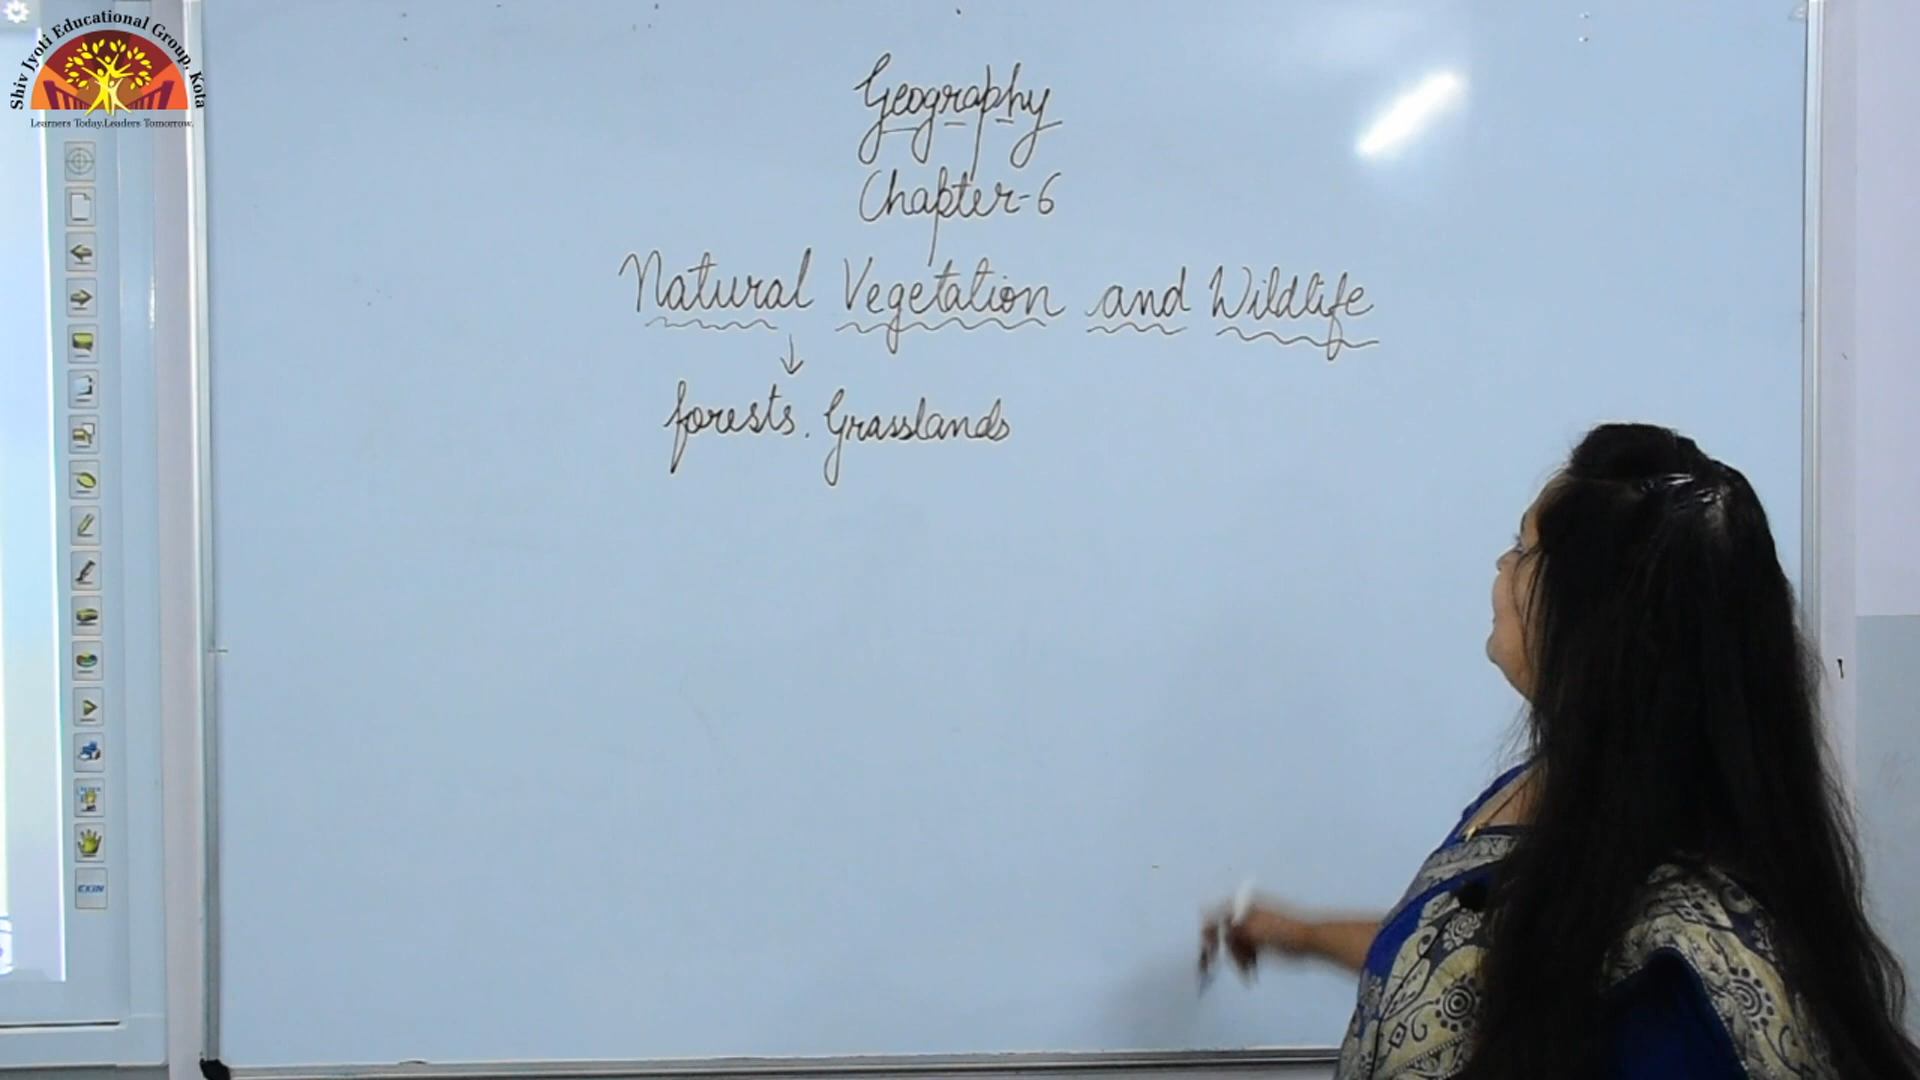 Shiv Jyoti Educational Group, Kota
Learners Today.Leaders Tomorrow.
Geography
Chapter-6
Natural Vegetation and Wildlife
forests. Grasslands